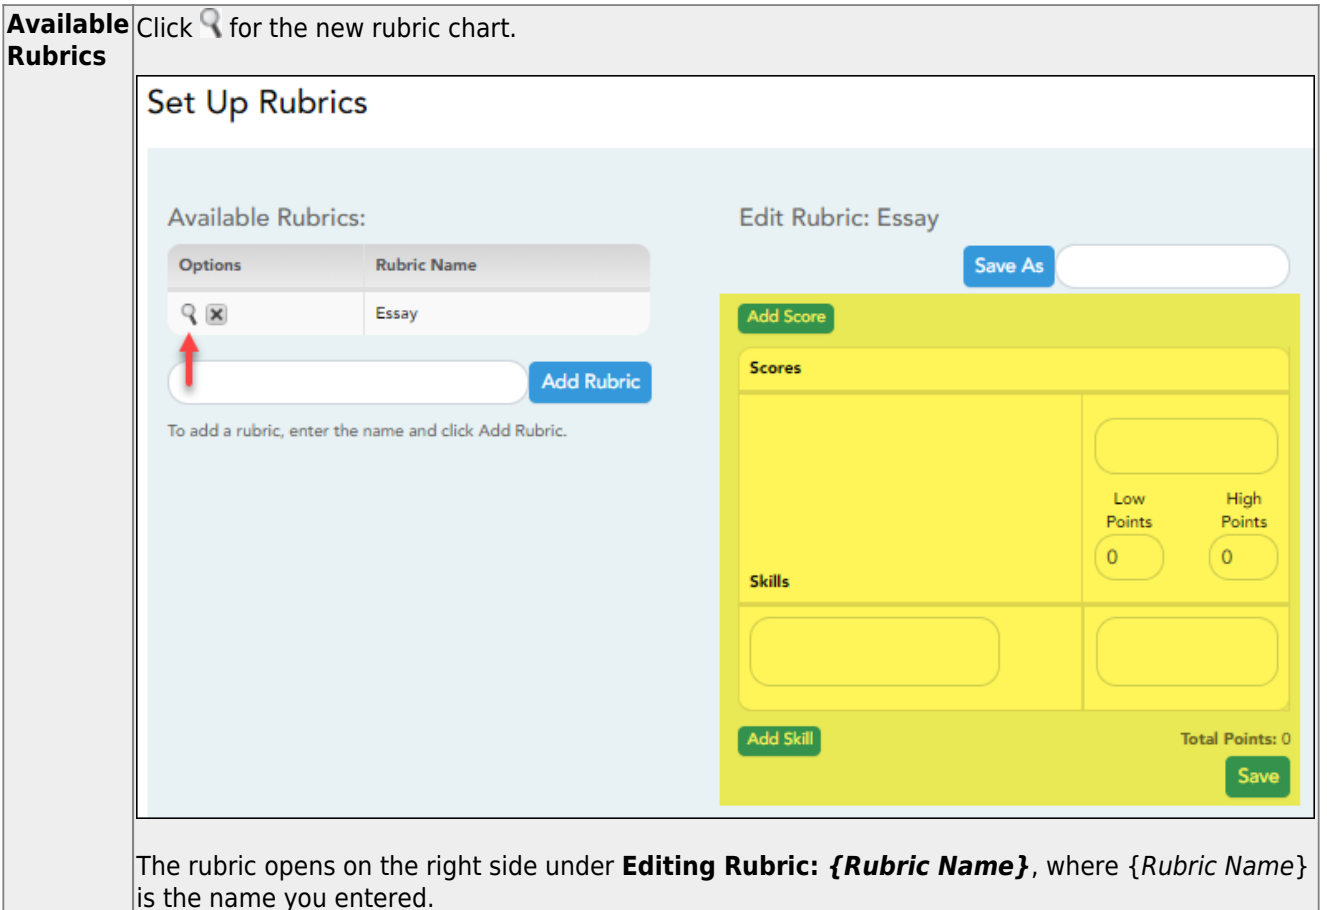 Available
Rubrics
Click for the new rubric chart.
Set Up Rubrics
Available Rubrics:
Options Rubric Name
Essay
Add Rubric
To add a rubric, enter the name and click Add Rubric.
Edit Rubric: Essay
Save As
Add Score
Scores
Low Points High Points
0 0
Skills
Add Skill
Total Points: 0
Save
The rubric opens on the right side under Editing Rubric: {Rubric Name}, where {Rubric Name}
is the name you entered.